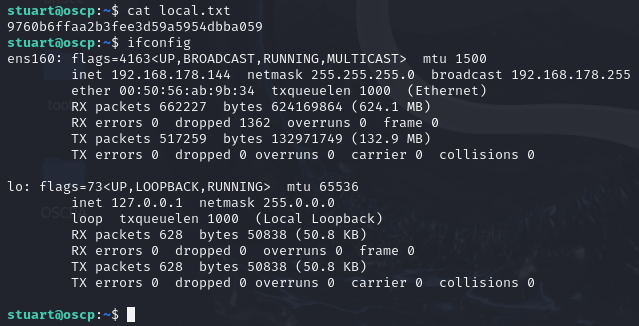 stuart@oscp:~$ cat local.txt
9760b6ffaa2b3fee3d59a5954dbba059
stuart@oscp:~$ ifconfig
ens160: flags=4163<UP,BROADCAST,RUNNING,MULTICAST>  mtu 1500
        inet 192.168.178.144  netmask 255.255.255.0  broadcast 192.168.178.255
        ether 00:50:56:ab:9b:34  txqueuelen 1000  (Ethernet)
        RX packets 662227  bytes 624169864 (624.1 MB)
        RX errors 0  dropped 1362  overruns 0  frame 0
        TX packets 517259  bytes 132971749 (132.9 MB)
        TX errors 0  dropped 0 overruns 0  carrier 0  collisions 0

lo: flags=73<UP,LOOPBACK,RUNNING>  mtu 65536
        inet 127.0.0.1  netmask 255.0.0.0
        loop  txqueuelen 1000  (Local Loopback)
        RX packets 628  bytes 50838 (50.8 KB)
        RX errors 0  dropped 0  overruns 0  frame 0
        TX packets 628  bytes 50838 (50.8 KB)
        TX errors 0  dropped 0 overruns 0  carrier 0  collisions 0

stuart@oscp:~$